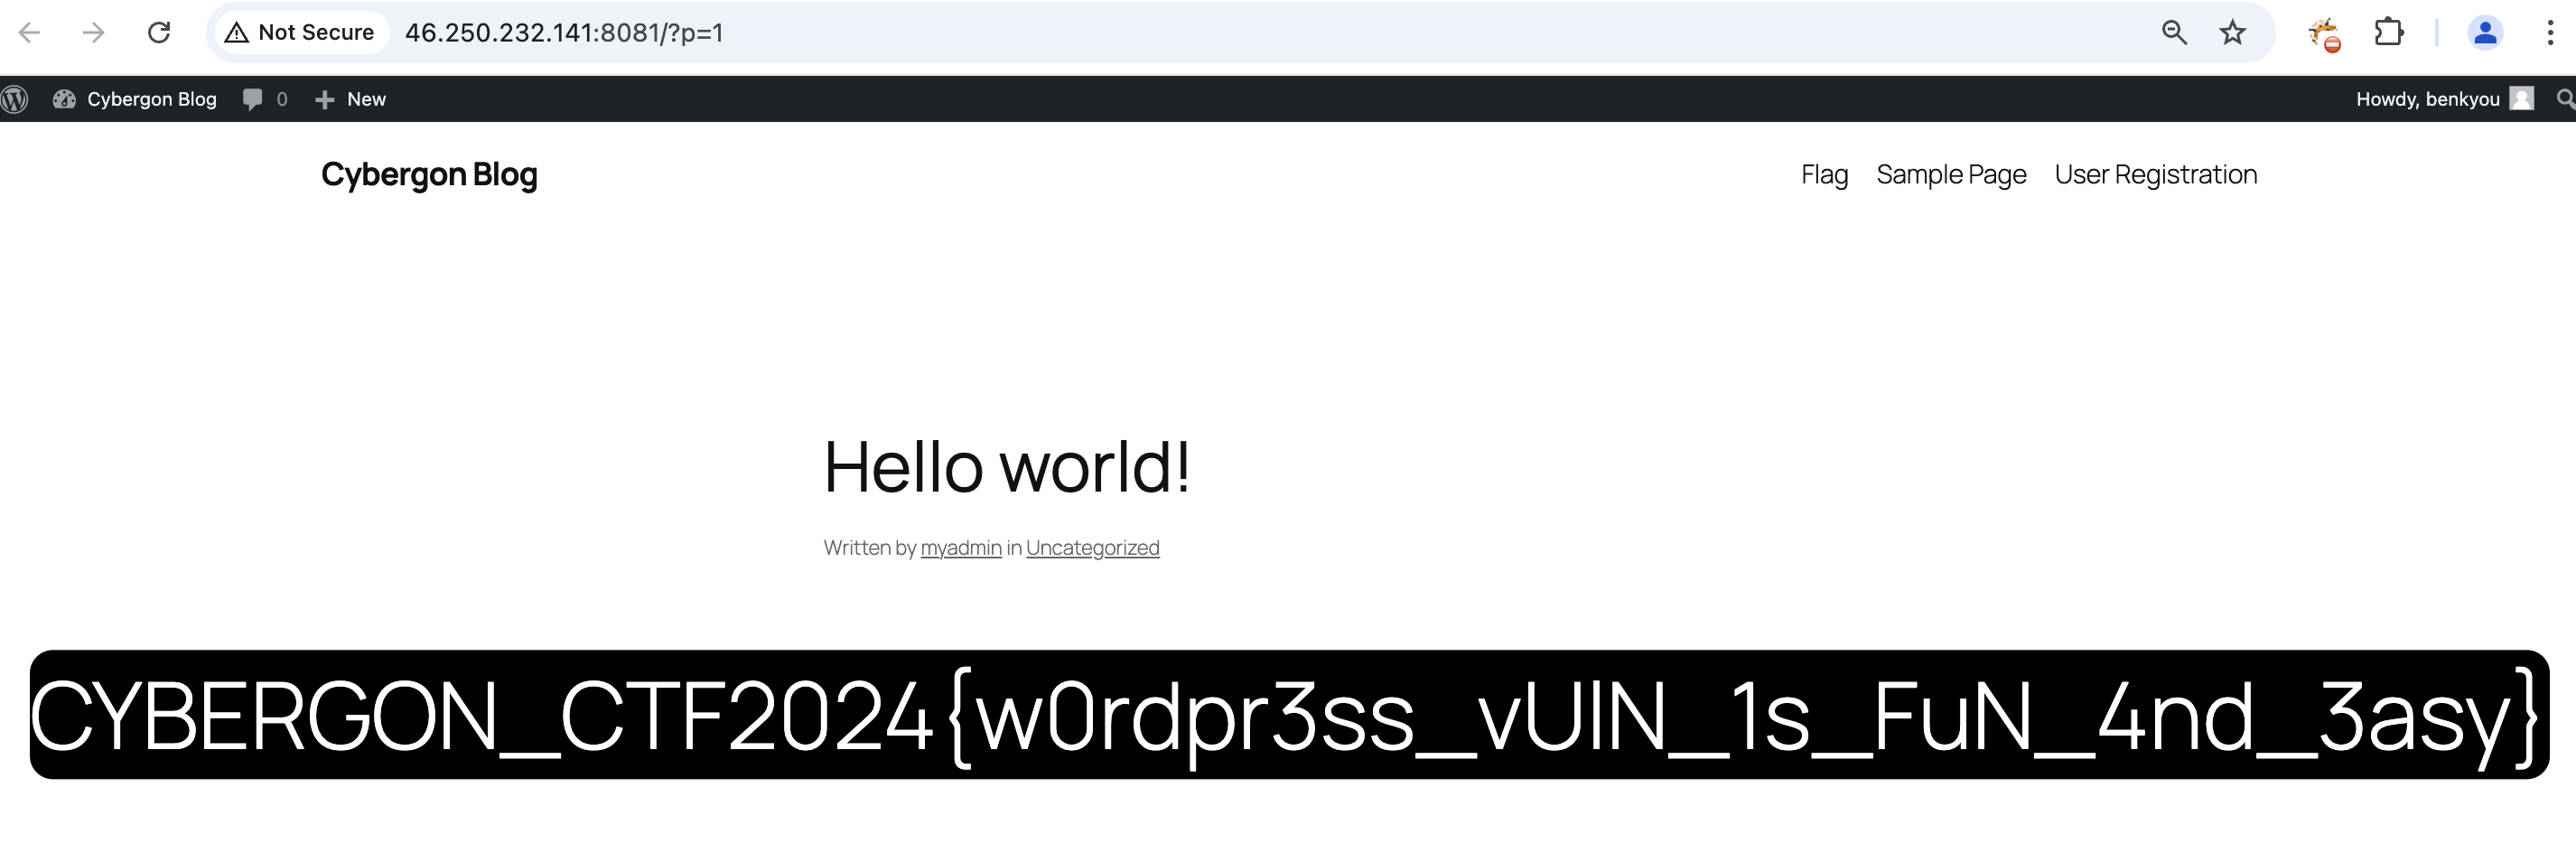 Not Secure 46.250.232.141:8081/?p=1
Cybergon Blog 0 New Howdy, benkyou
Cybergon Blog Flag Sample Page User Registration
Hello world!
Written by myadmin in Uncategorized
CYBERGON_CTF2024{w0rdpr3ss_vUlN_1s_FuN_4nd_3asy}